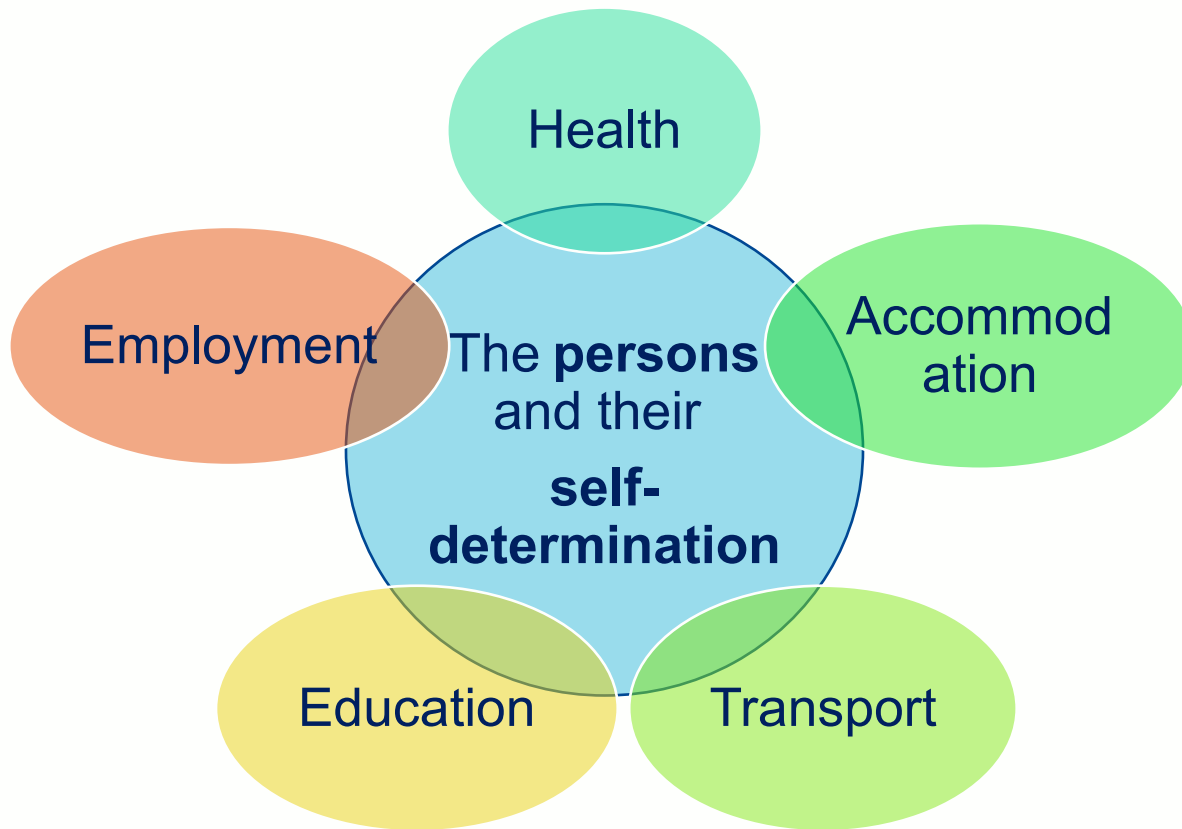 Health
Employment
Accommod
ation
The persons
and their
self-
determination
Education
Transport